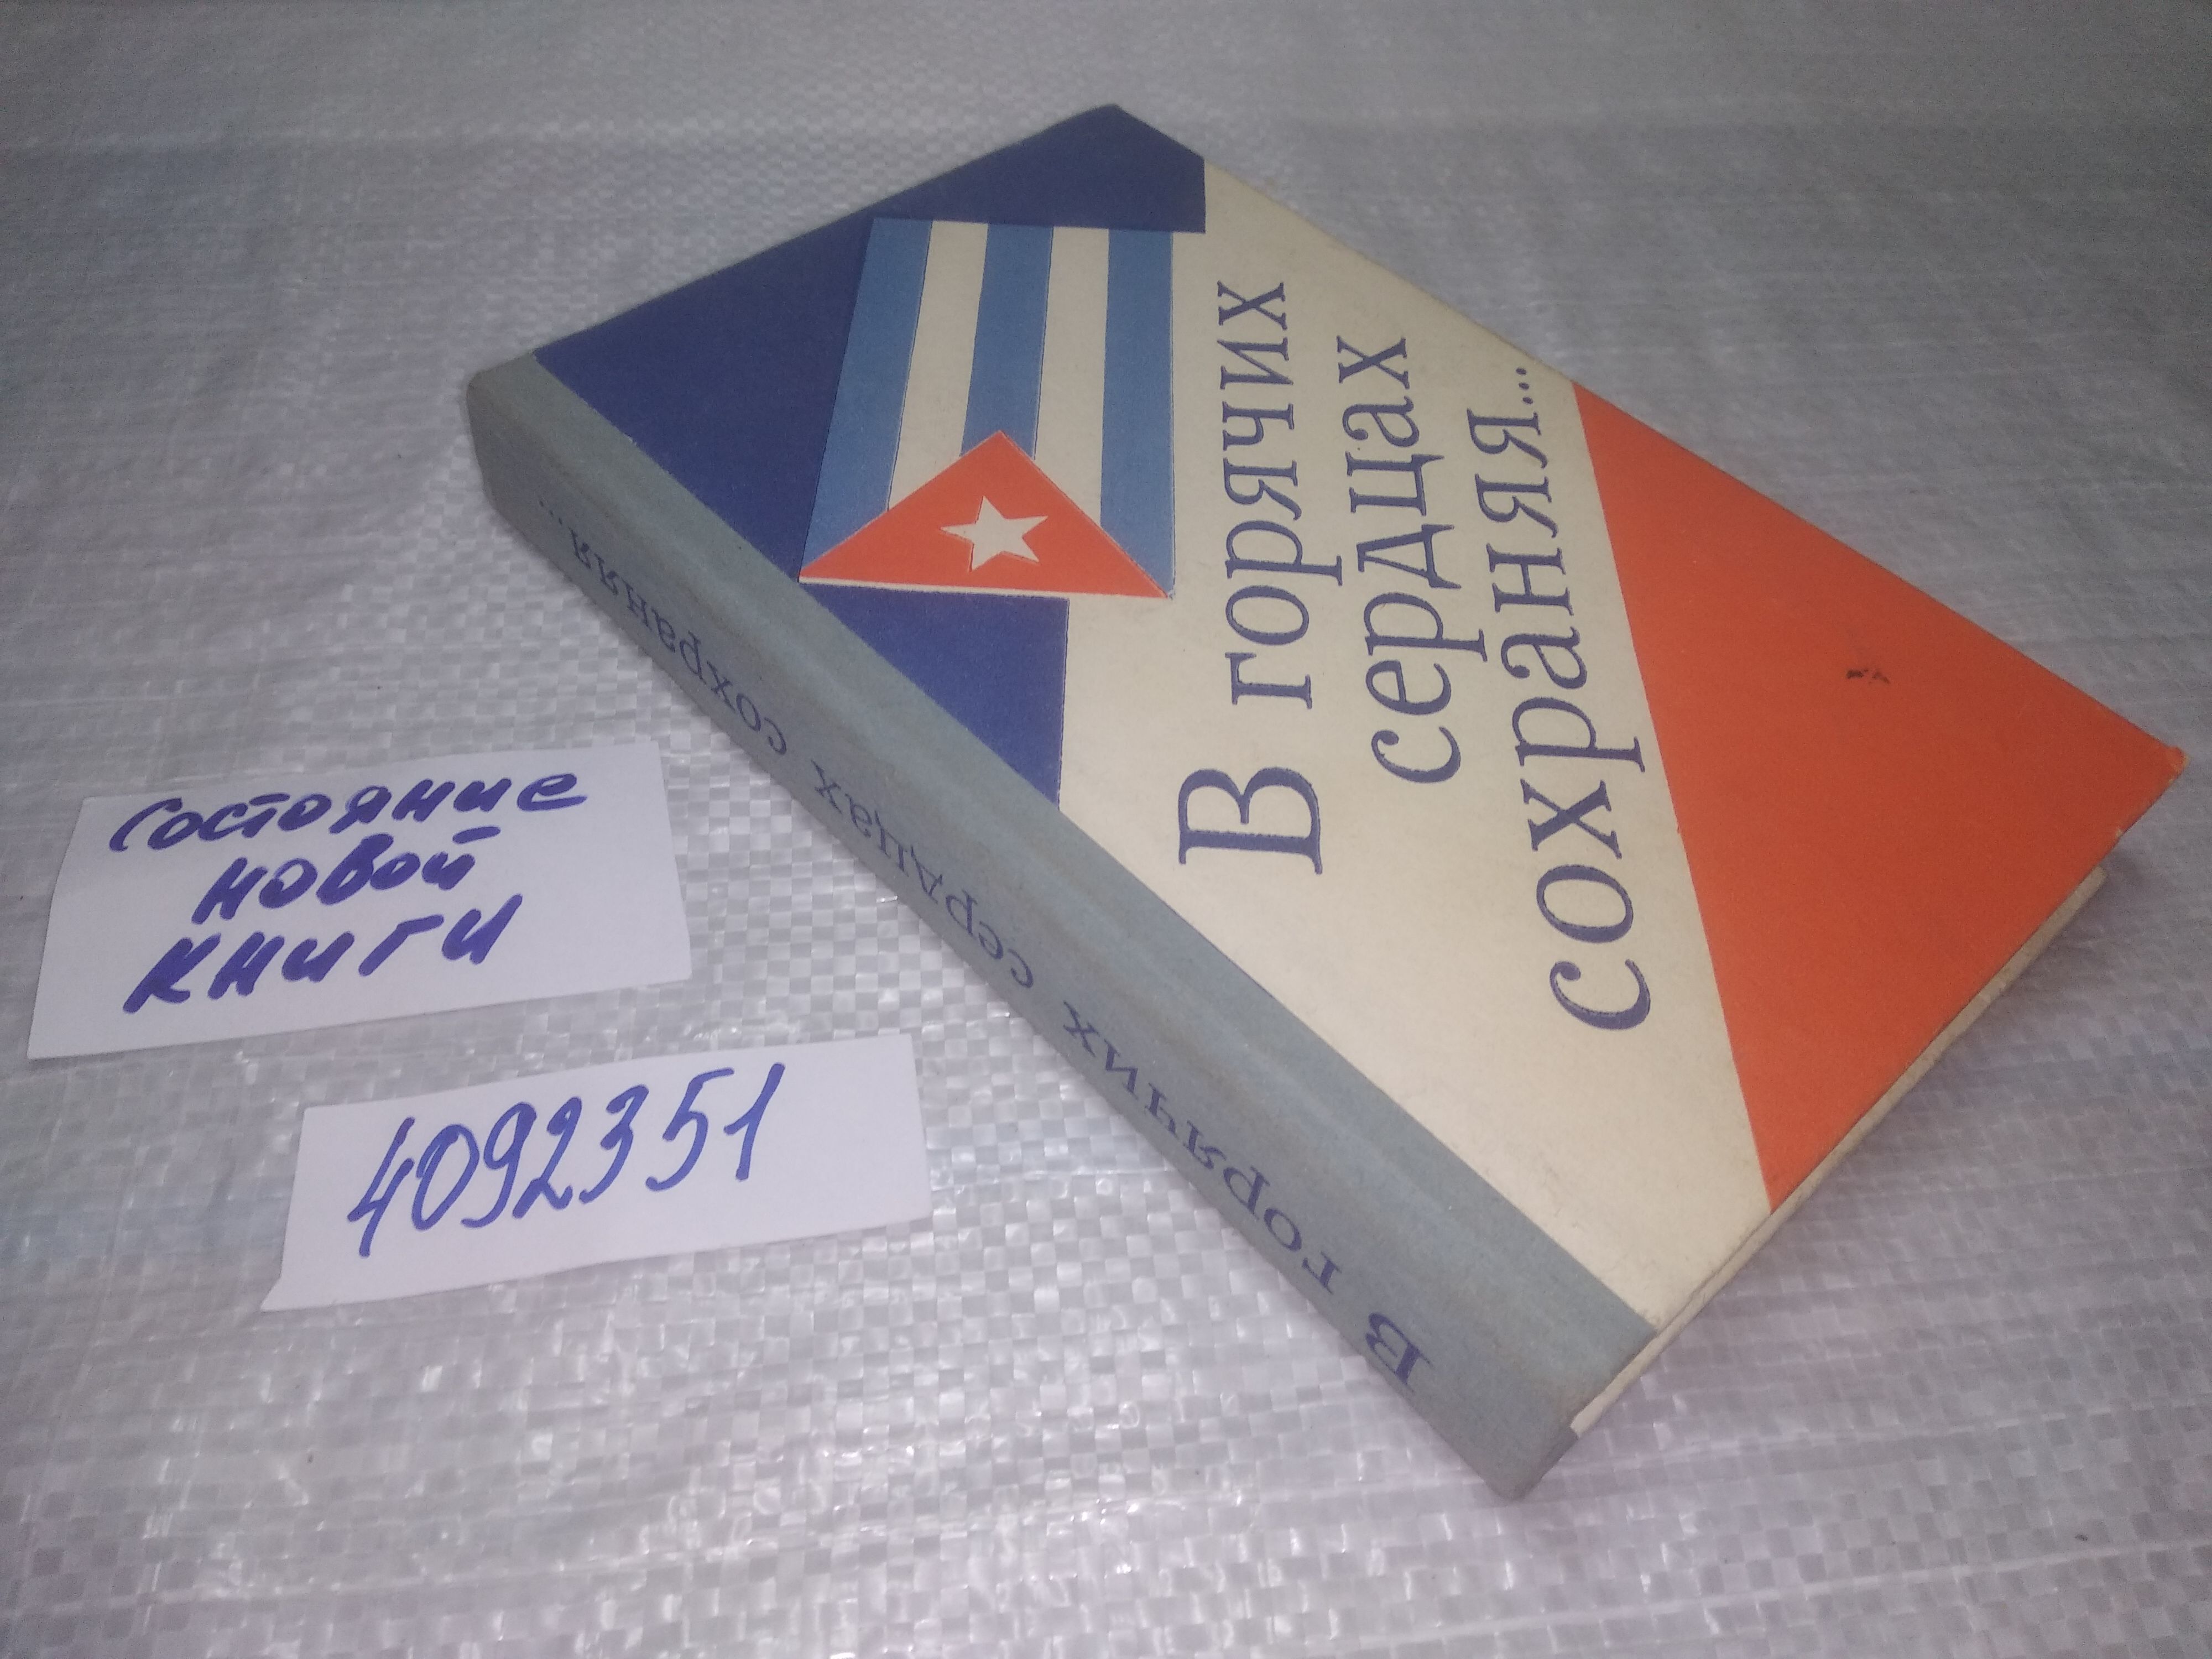 В горячих
сердцах
сохраняя...
В горячих сердцах сохраняя...
Состояние
новой
книги
4092351